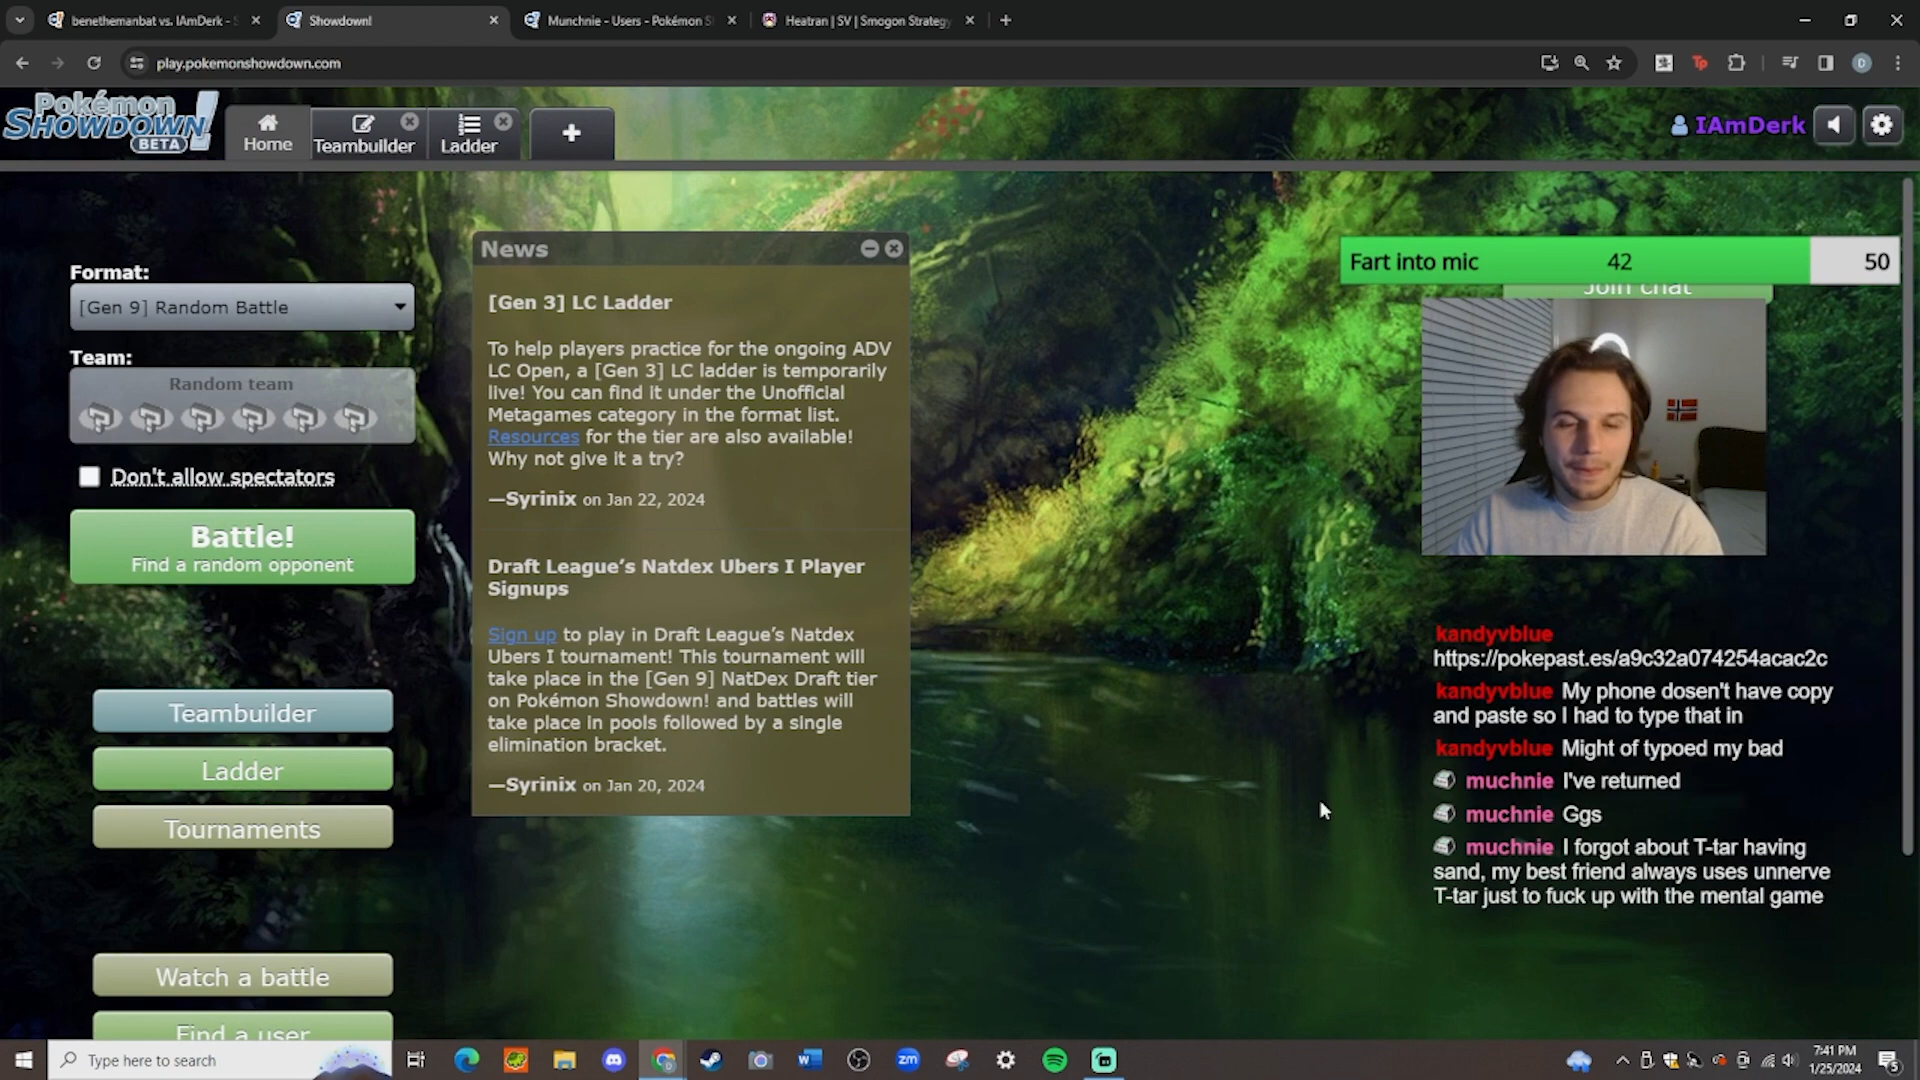 benethemanbat vs. IAmDerk - S
Showdown!
Munchnie - Users - Pokémon S
Heatran | SV | Smogon Strategy
play.pokemonshowdown.com
Tp
D
Pokémon
SHOWDOWN!
BETA
Home
Teambuilder
Ladder
IAmDerk
Format:
[Gen 9] Random Battle
Team:
Random team
Don't allow spectators
Battle!
Find a random opponent
Teambuilder
Ladder
Tournaments
Watch a battle
Find a user
News
[Gen 3] LC Ladder
To help players practice for the ongoing ADV
LC Open, a [Gen 3] LC ladder is temporarily
live! You can find it under the Unofficial
Metagames category in the format list.
Resources for the tier are also available!
Why not give it a try?
—Syrinix on Jan 22, 2024
Draft League’s Natdex Ubers I Player
Signups
Sign up to play in Draft League’s Natdex
Ubers I tournament! This tournament will
take place in the [Gen 9] NatDex Draft tier
on Pokémon Showdown! and battles will
take place in pools followed by a single
elimination bracket.
—Syrinix on Jan 20, 2024
Fart into mic 42 50
Join chat
kandyvblue
https://pokepast.es/a9c32a074254acac2c
kandyvblue My phone dosen't have copy
and paste so I had to type that in
kandyvblue Might of typoed my bad
muchnie I've returned
muchnie Ggs
muchnie I forgot about T-tar having
sand, my best friend always uses unnerve
T-tar just to fuck up with the mental game
Type here to search
W
zm
7:41 PM
1/25/2024
5